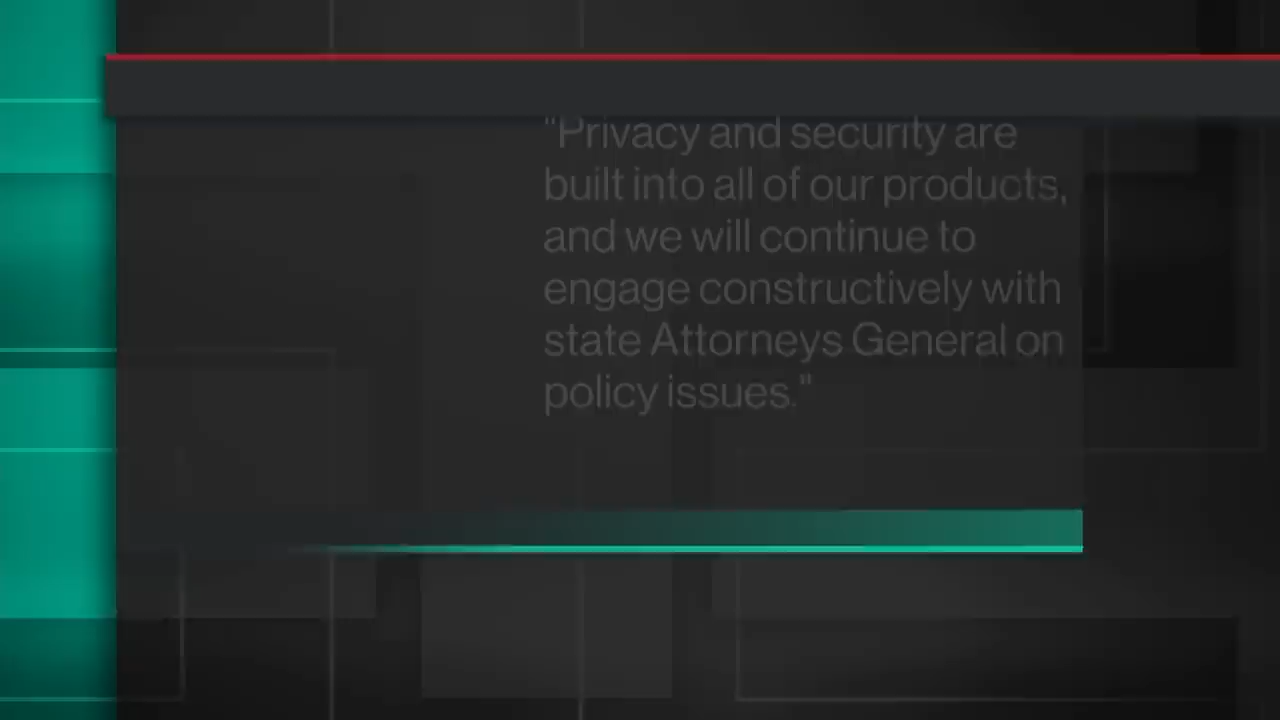 "Privacy and security are
built into all of our products,
and we will continue to
engage constructively with
state Attorneys General on
policy issues."